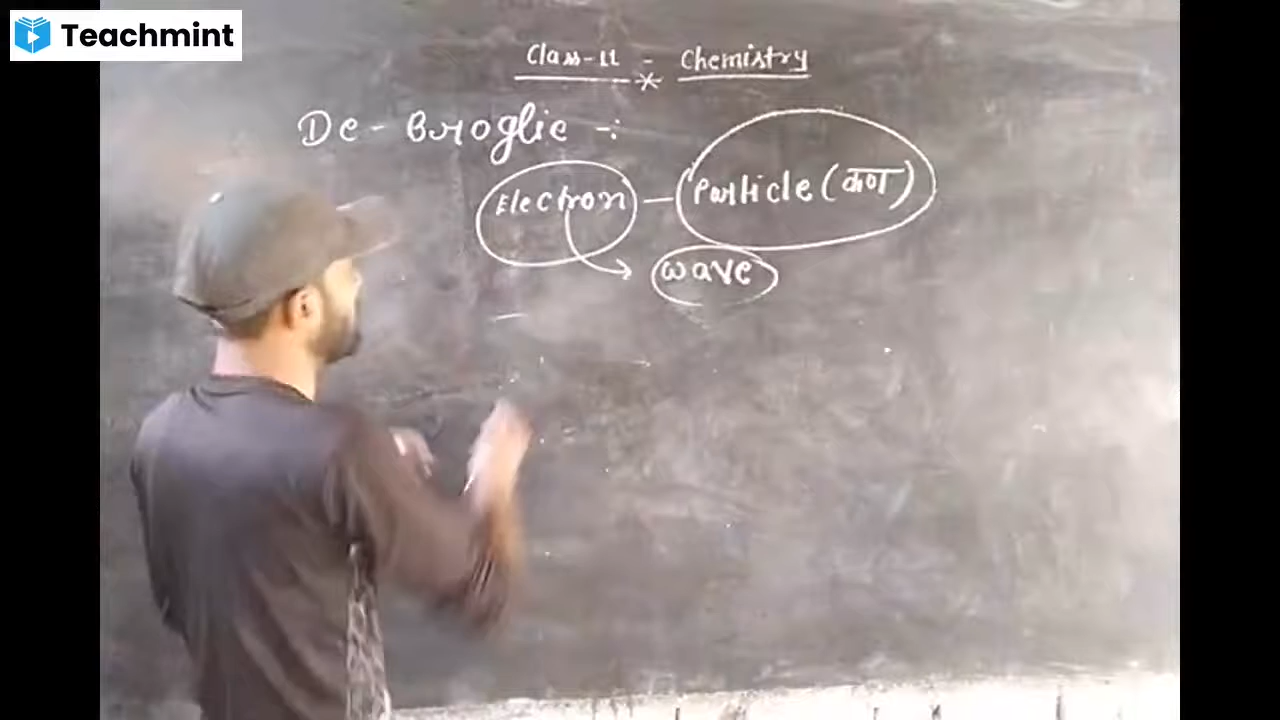 Teachmint
Class-11 - Chemistry
De-Broglie -:
Electron — Particle (कण)
wave